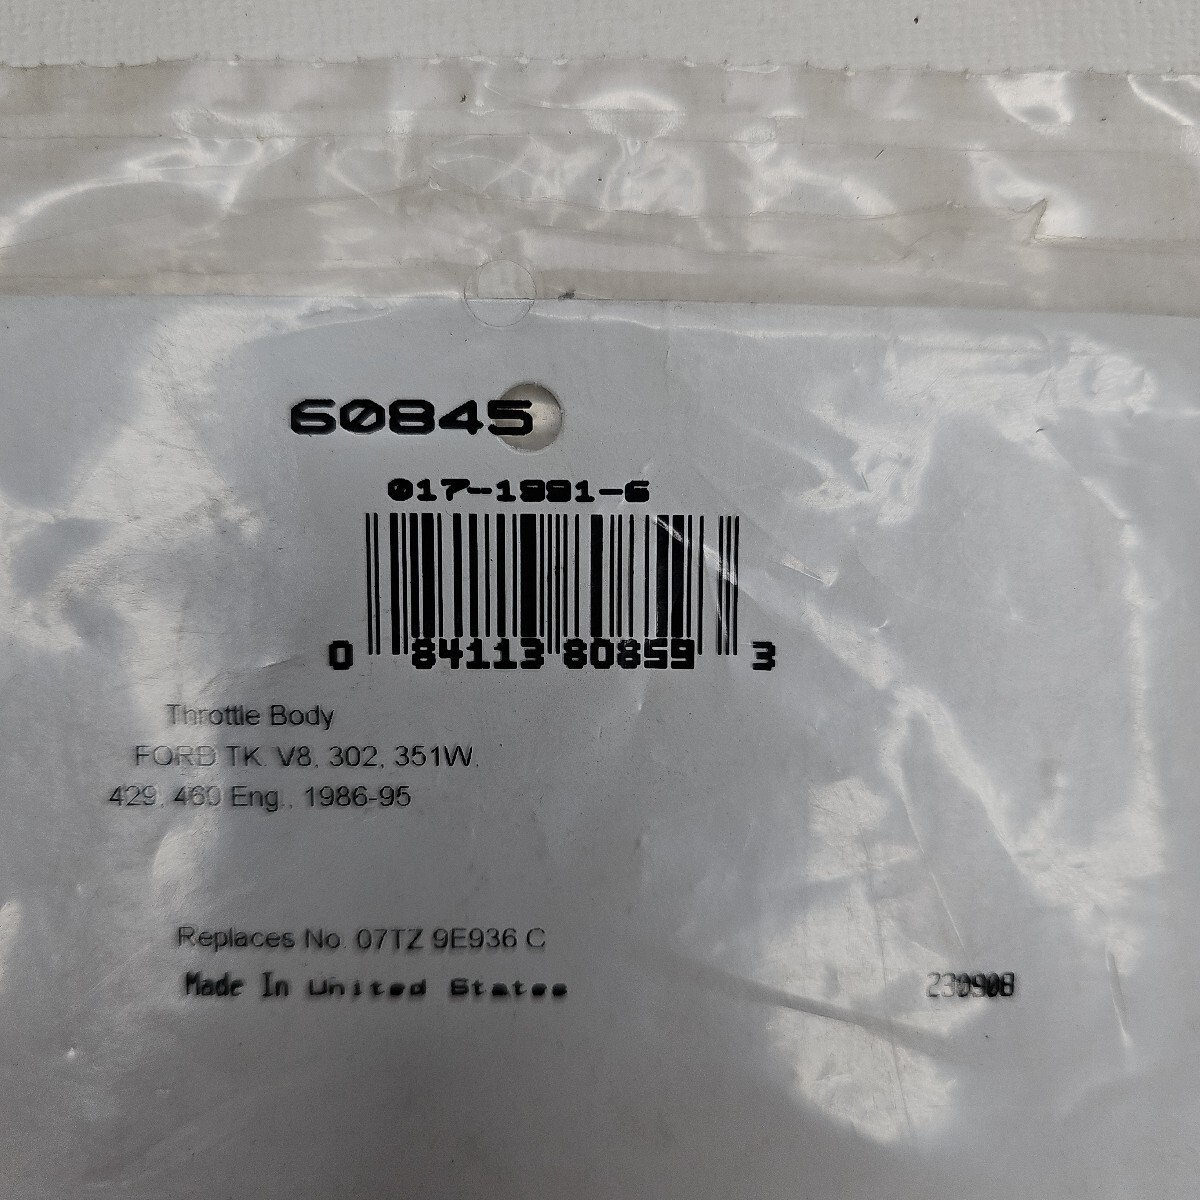 60845
017-1991-6
0 84113 80859 3
Throttle Body
FORD TK. V8, 302, 351W,
429, 460 Eng., 1986-95
Replaces No. 07TZ 9E936 C
Made In United States
230908